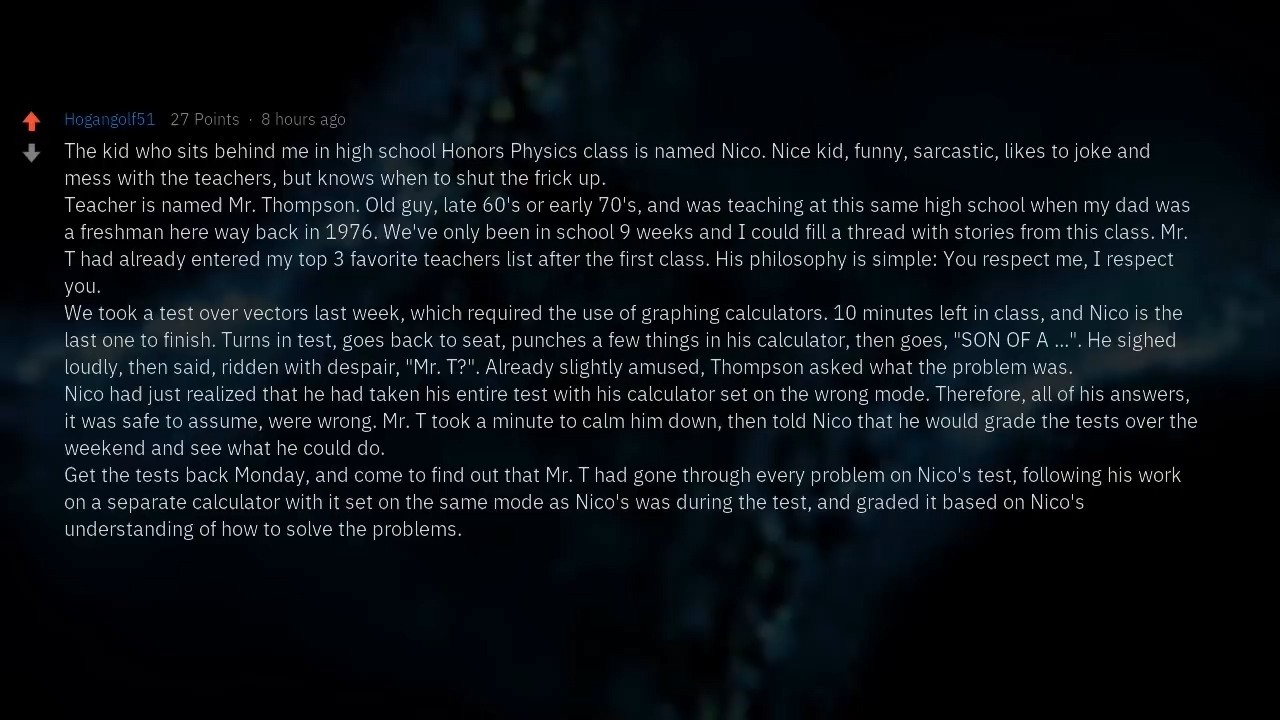 Hogangolf51 27 Points · 8 hours ago
The kid who sits behind me in high school Honors Physics class is named Nico. Nice kid, funny, sarcastic, likes to joke and
mess with the teachers, but knows when to shut the frick up.
Teacher is named Mr. Thompson. Old guy, late 60's or early 70's, and was teaching at this same high school when my dad was
a freshman here way back in 1976. We've only been in school 9 weeks and I could fill a thread with stories from this class. Mr.
T had already entered my top 3 favorite teachers list after the first class. His philosophy is simple: You respect me, I respect
you.
We took a test over vectors last week, which required the use of graphing calculators. 10 minutes left in class, and Nico is the
last one to finish. Turns in test, goes back to seat, punches a few things in his calculator, then goes, "SON OF A ...". He sighed
loudly, then said, ridden with despair, "Mr. T?". Already slightly amused, Thompson asked what the problem was.
Nico had just realized that he had taken his entire test with his calculator set on the wrong mode. Therefore, all of his answers,
it was safe to assume, were wrong. Mr. T took a minute to calm him down, then told Nico that he would grade the tests over the
weekend and see what he could do.
Get the tests back Monday, and come to find out that Mr. T had gone through every problem on Nico's test, following his work
on a separate calculator with it set on the same mode as Nico's was during the test, and graded it based on Nico's
understanding of how to solve the problems.